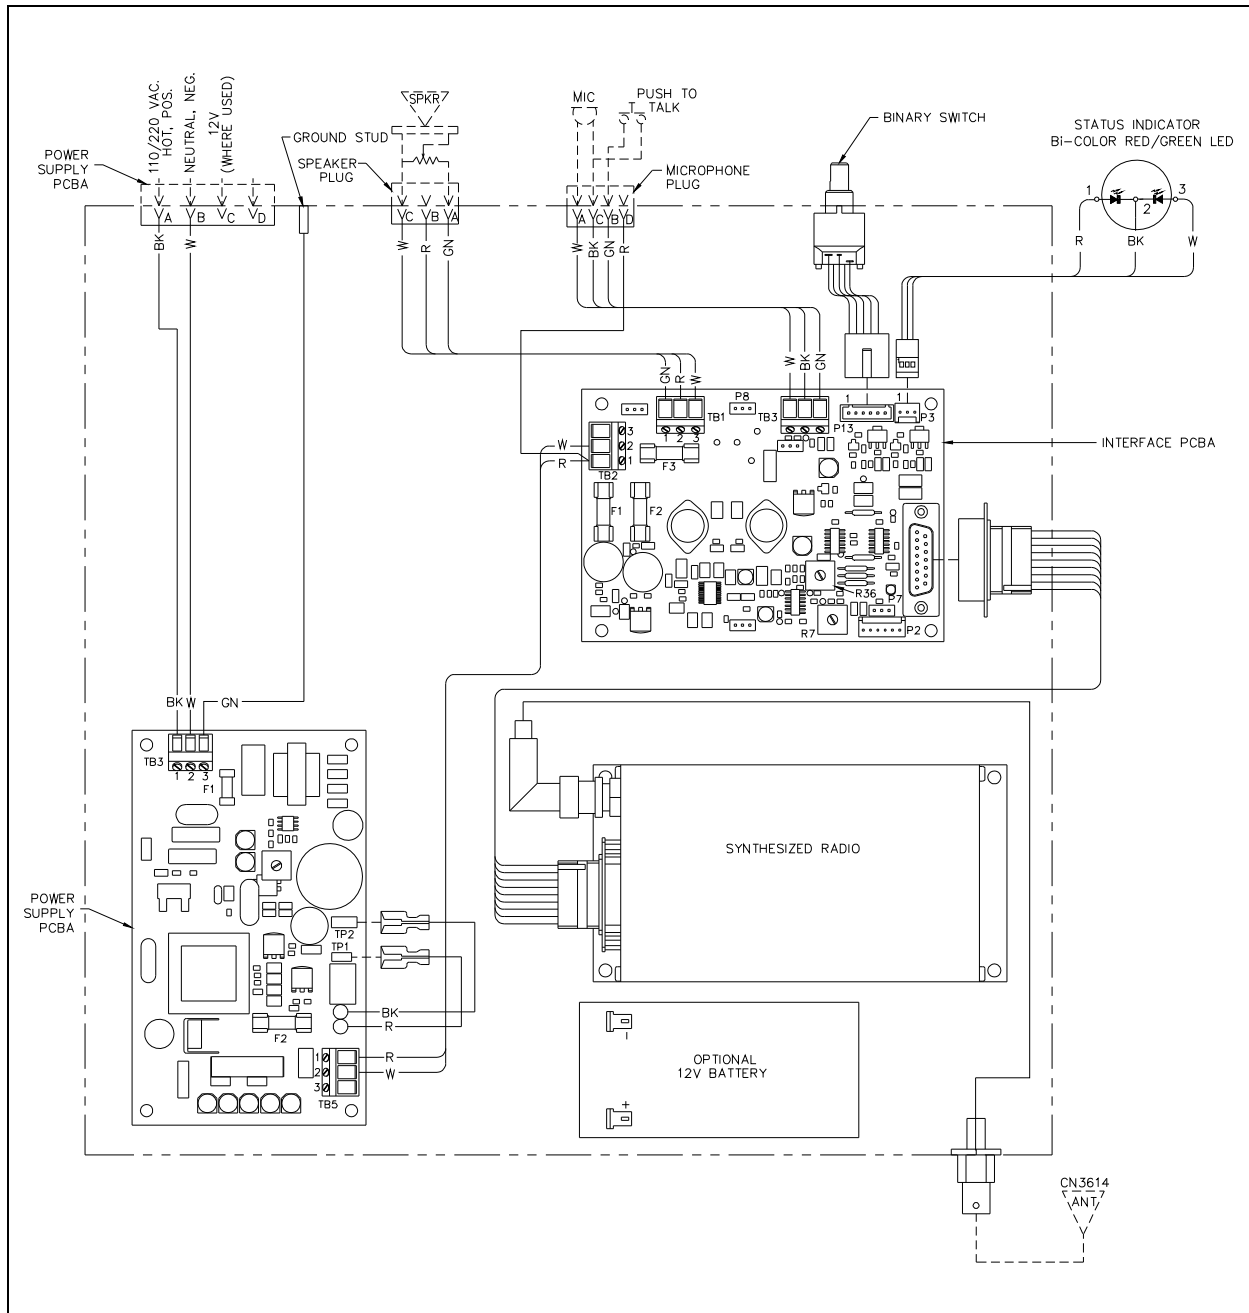 110/220 VAC.
HOT, POS.
NEUTRAL, NEG.
12V
(WHERE USED)
SPKR
MIC
PUSH TO
TALK
GROUND STUD
BINARY SWITCH
STATUS INDICATOR
Bi-COLOR RED/GREEN LED
POWER
SUPPLY
PCBA
SPEAKER
PLUG
MICROPHONE
PLUG
1 2 3
A B C D
C B A
A C B D
R BK W
BK W
W R GN
W BK GN R
GN R W
W BK GN
P8
1
1
TB1
TB3
P13
P3
1 2 3
INTERFACE PCBA
W
R
3
2
1
TB2
F3
F1
F2
R36
P7
R7
P2
BK W GN
TB3
1 2 3
F1
SYNTHESIZED RADIO
POWER
SUPPLY
PCBA
TP2
TP1
BK
R
F2
1
2
3
R
W
TB5
-
OPTIONAL
12V BATTERY
+
CN3614
ANT